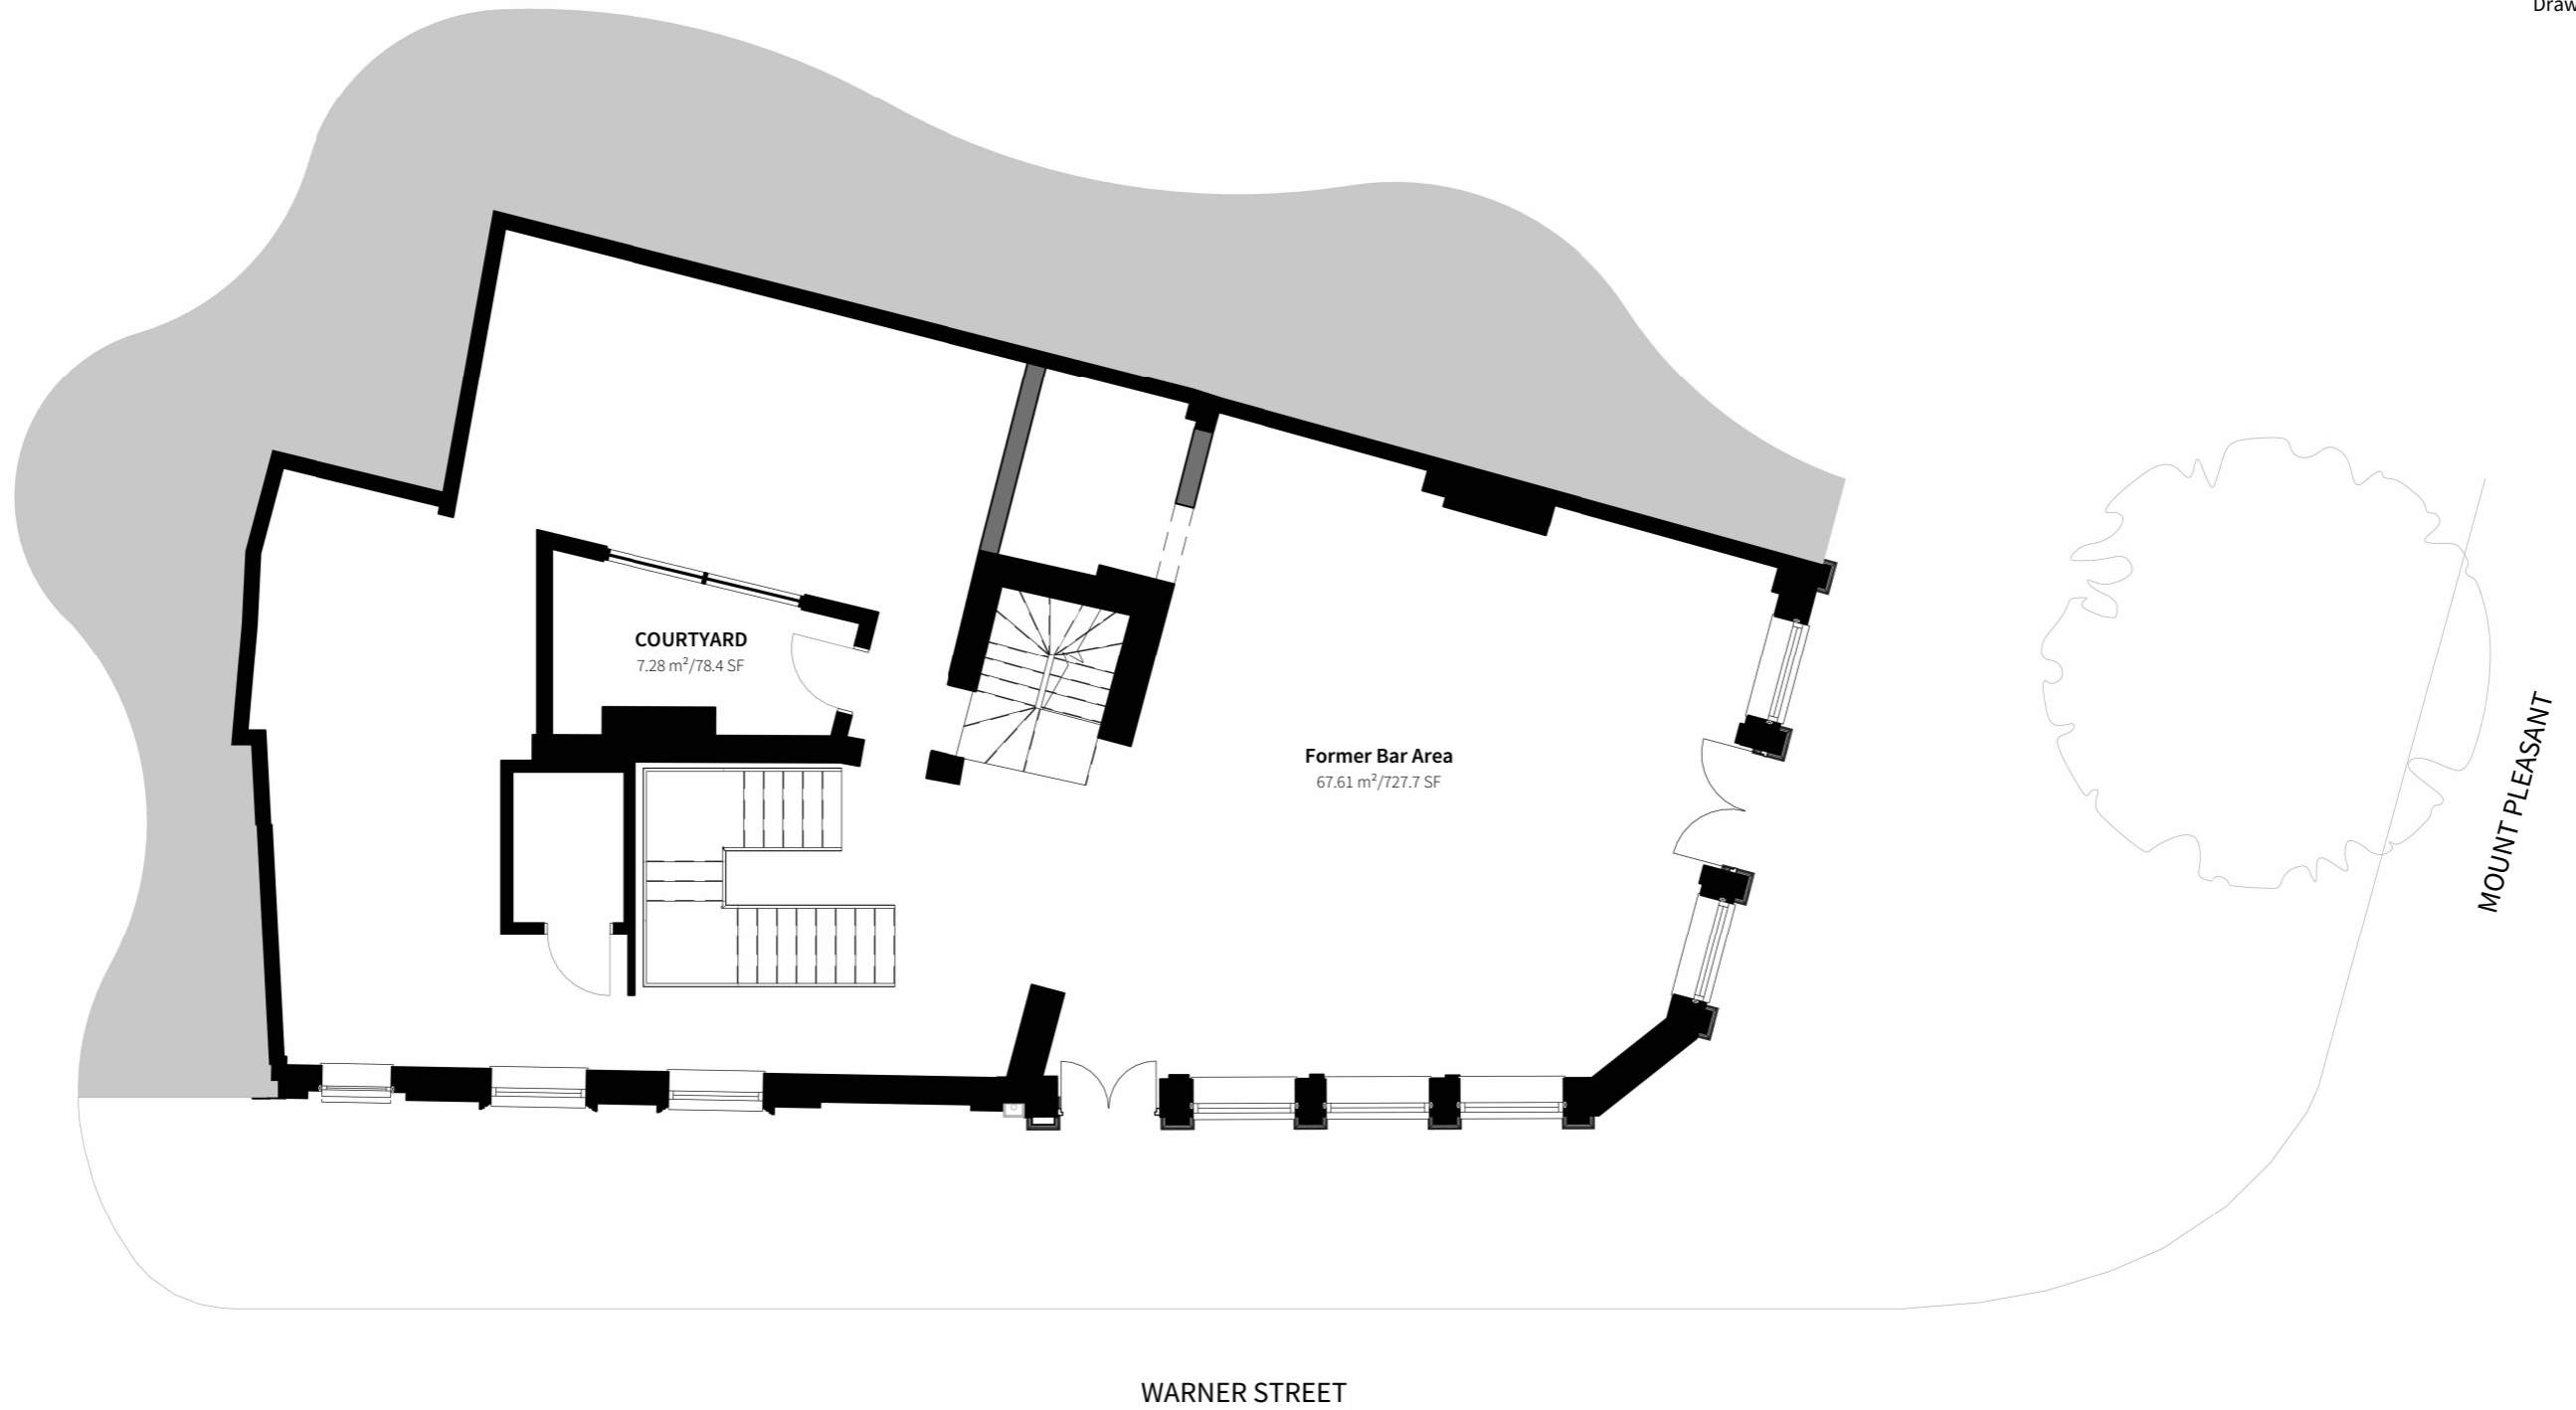 Draw
COURTYARD
7.28 m²/78.4 SF
Former Bar Area
67.61 m²/727.7 SF
MOUNT PLEASANT
WARNER STREET